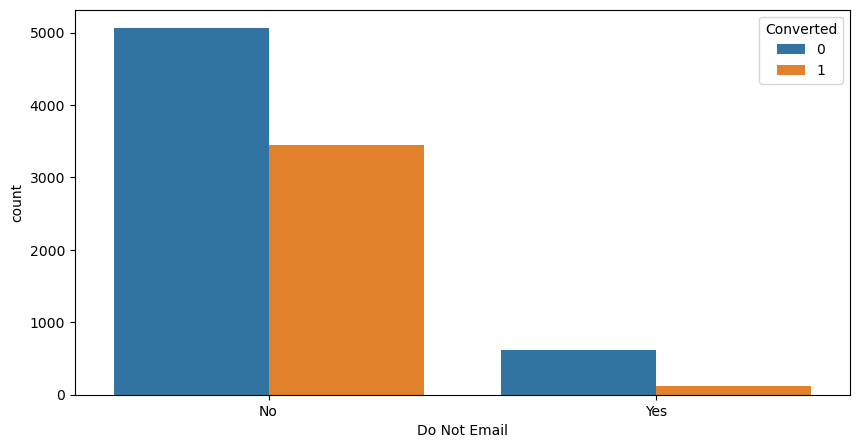 Converted
0
1
5000
4000
3000
2000
1000
0
count
No
Yes
Do Not Email